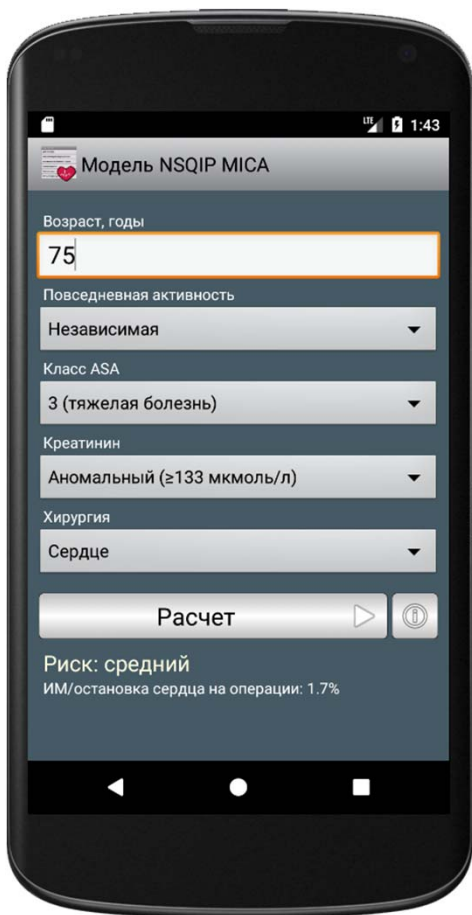 LTE 1:43
Модель NSQIP MICA
Возраст, годы
75
Повседневная активность
Независимая
Класс ASA
3 (тяжелая болезнь)
Креатинин
Аномальный (≥133 мкмоль/л)
Хирургия
Сердце
Расчет
Риск: средний
ИМ/остановка сердца на операции: 1.7%